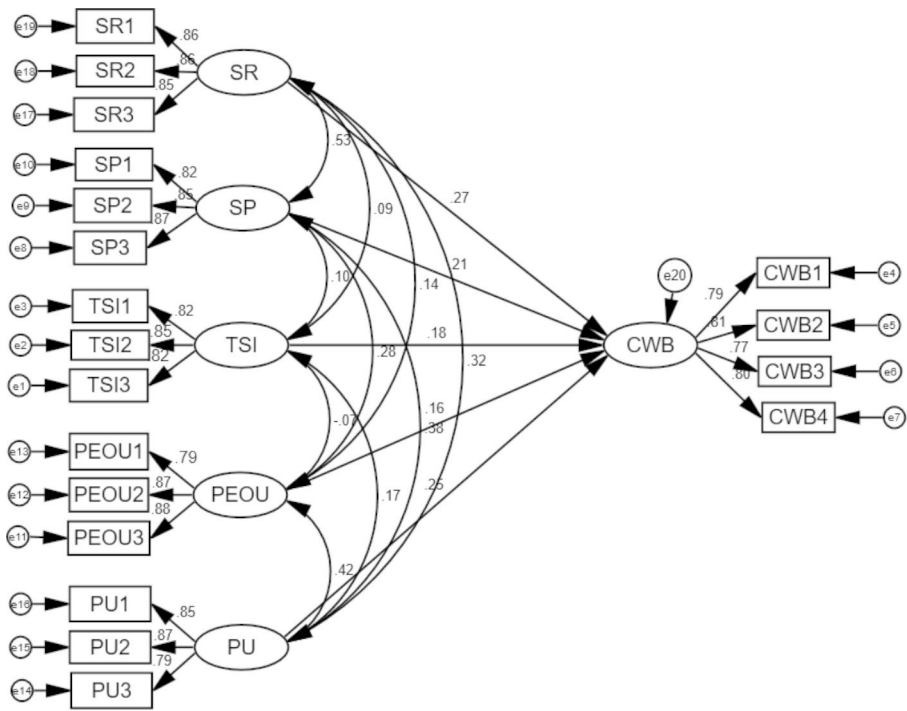 e19
SR1
.86
e18
SR2
.86
SR
e17
SR3
.85
.53
e10
SP1
.82
e9
SP2
.85
SP
.27
e8
SP3
.87
.09
.21
.14
.10
e3
TSI1
.82
e2
TSI2
.85
TSI
.18
e1
TSI3
.82
.28
.32
e20
CWB
.79
CWB1
e4
.81
CWB2
e5
.77
CWB3
e6
.80
CWB4
e7
.16
-.07
.38
e13
PEOU1
.79
e12
PEOU2
.87
PEOU
.25
.17
e11
PEOU3
.88
.42
e16
PU1
.85
e15
PU2
.87
PU
e14
PU3
.79